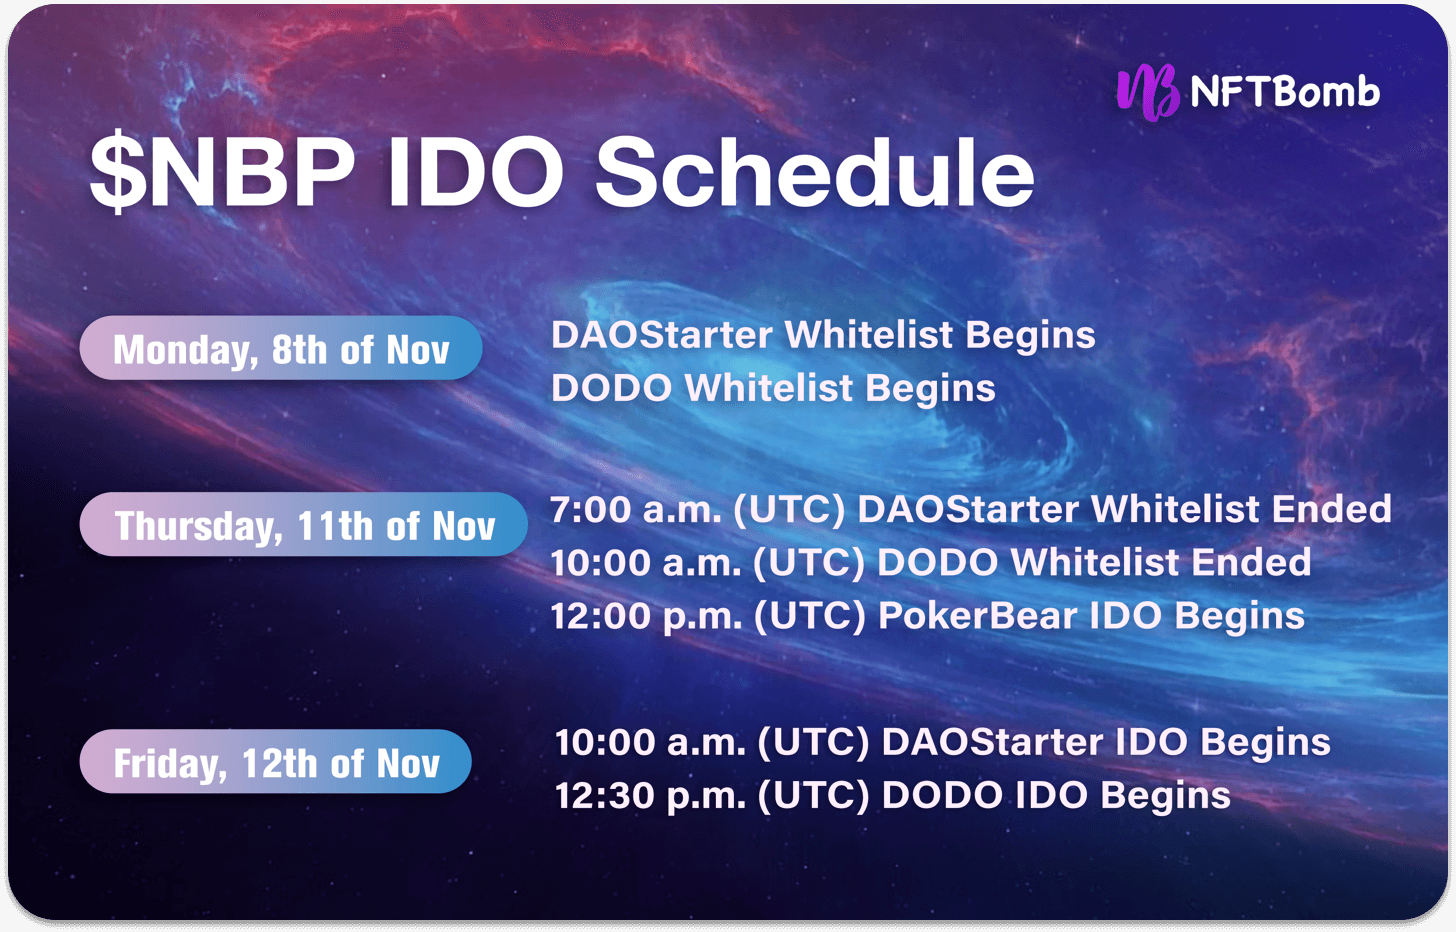 NFTBomb
$NBP IDO Schedule
Monday, 8th of Nov
DAOStarter Whitelist Begins
DODO Whitelist Begins
Thursday, 11th of Nov
7:00 a.m. (UTC) DAOStarter Whitelist Ended
10:00 a.m. (UTC) DODO Whitelist Ended
12:00 p.m. (UTC) PokerBear IDO Begins
Friday, 12th of Nov
10:00 a.m. (UTC) DAOStarter IDO Begins
12:30 p.m. (UTC) DODO IDO Begins